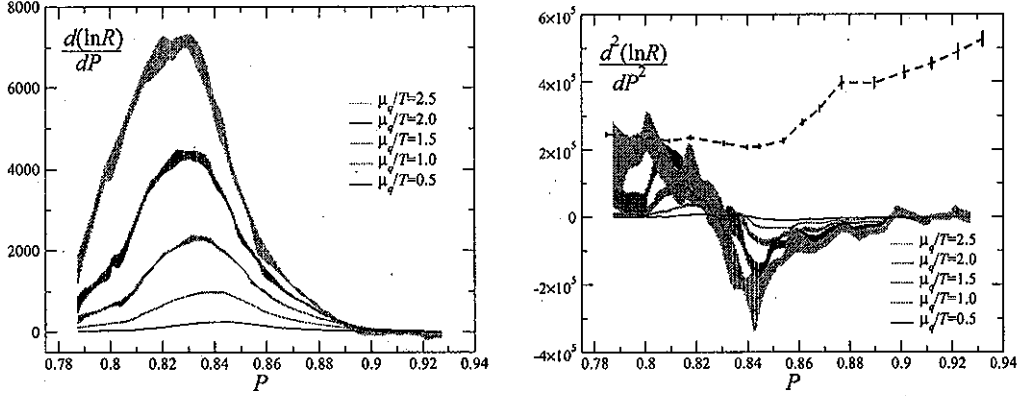 8000
6000
4000
2000
0
d(lnR)
dP
μq/T=2.5
μq/T=2.0
μq/T=1.5
μq/T=1.0
μq/T=0.5
0.78 0.8 0.82 0.84 0.86 0.88 0.9 0.92 0.94
P
6×10⁵
4×10⁵
2×10⁵
0
-2×10⁵
-4×10⁵
d²(lnR)
dP²
μq/T=2.5
μq/T=2.0
μq/T=1.5
μq/T=1.0
μq/T=0.5
0.78 0.8 0.82 0.84 0.86 0.88 0.9 0.92 0.94
P